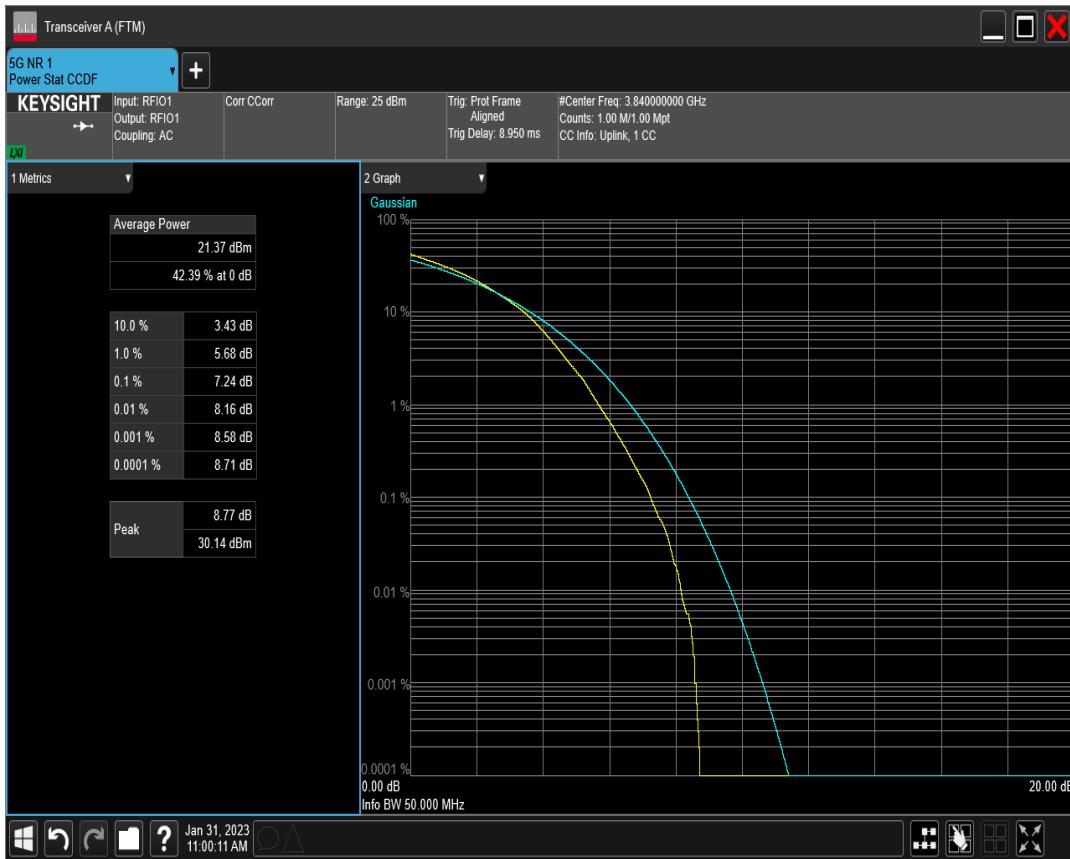 Transceiver A (FTM)
5G NR 1
Power Stat CCDF
+
KEYSIGHT
LXI
Input: RFIO1
Output: RFIO1
Coupling: AC
Corr CCorr
Range: 25 dBm
Trig: Prot Frame
Aligned
Trig Delay: 8.950 ms
#Center Freq: 3.840000000 GHz
Counts: 1.00 M/1.00 Mpt
CC Info: Uplink, 1 CC
1 Metrics
Average Power
21.37 dBm
42.39 % at 0 dB
10.0 % 3.43 dB
1.0 % 5.68 dB
0.1 % 7.24 dB
0.01 % 8.16 dB
0.001 % 8.58 dB
0.0001 % 8.71 dB
Peak
8.77 dB
30.14 dBm
2 Graph
Gaussian
100 %
10 %
1 %
0.1 %
0.01 %
0.001 %
0.0001 %
0.00 dB 20.00 dB
Info BW 50.000 MHz
?
Jan 31, 2023
11:00:11 AM